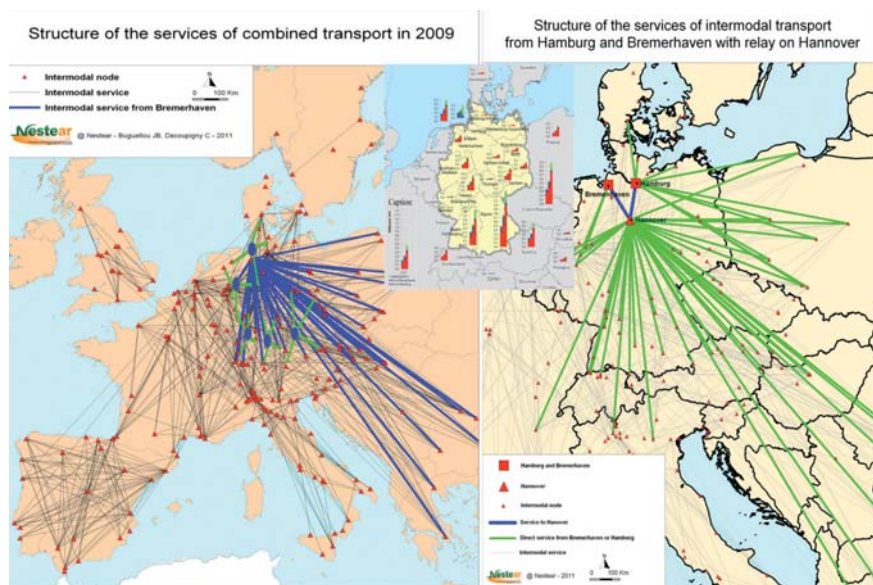 Structure of the services of combined transport in 2009
Intermodal node
Intermodal service
Intermodal service from Bremerhaven
N
0 100 Km
Nestear
@ Nestear - Buguellou JB, Decoupigny C - 2011
Caption
Structure of the services of intermodal transport
from Hamburg and Bremerhaven with relay on Hannover
Hamburg
Bremerhaven
Hannover
Hamburg and Bremerhaven
Hannover
Intermodal node
Service to Hanover
Direct service from Bremerhaven or Hamburg
Intermodal service
N
0 100 Km
Nestear
@ Nestear - 2011